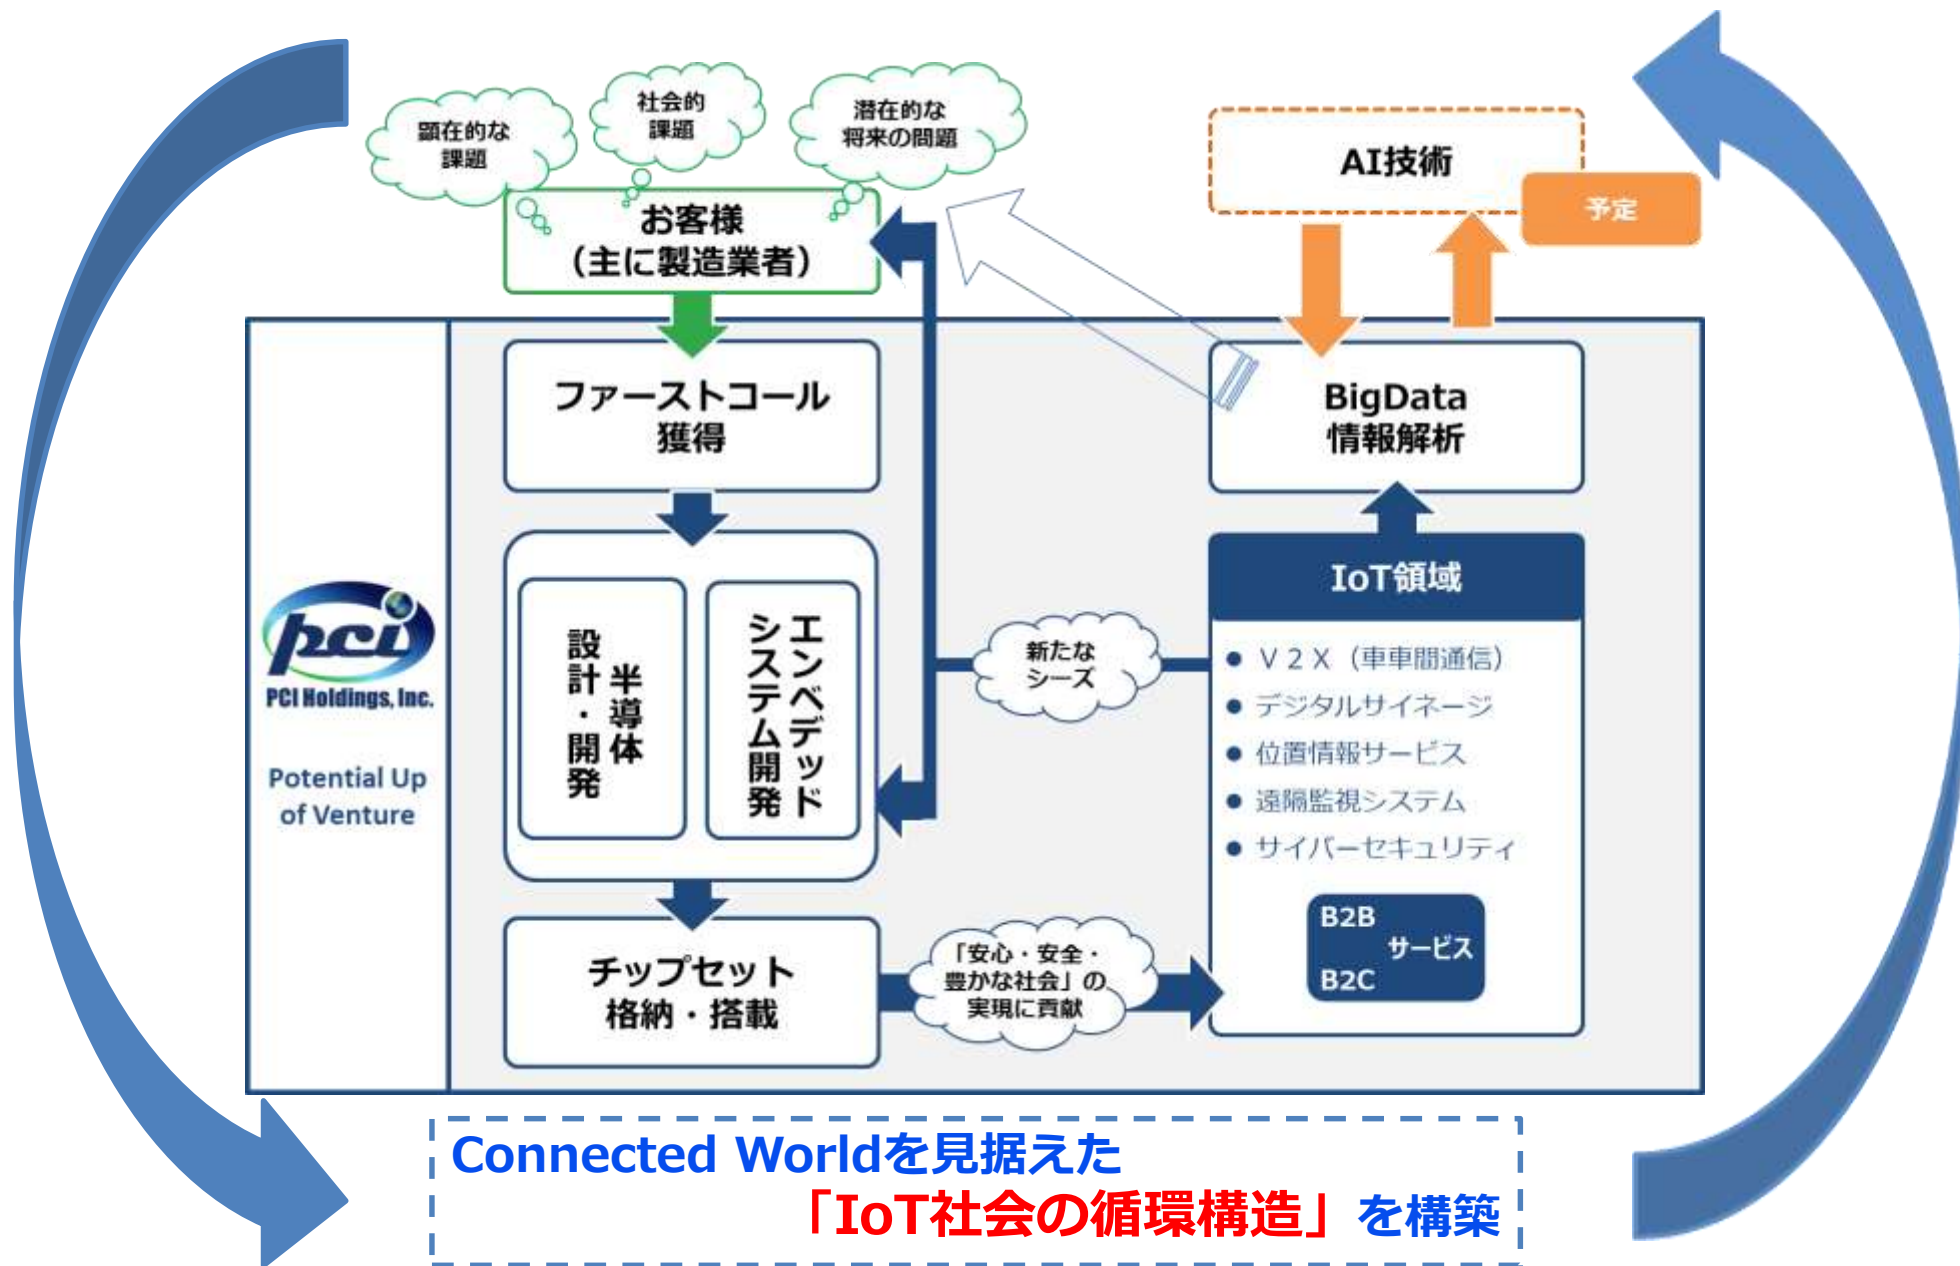 顕在的な
課題
社会的
課題
潜在的な
将来の問題
お客様
（主に製造業者）
AI技術
予定
ファーストコール
獲得
BigData
情報解析
pci
PCI Holdings, Inc.
Potential Up
of Venture
半導体
設計・開発
エンベデッド
システム開発
新たな
シーズ
IoT領域
● V２X（車車間通信）
● デジタルサイネージ
● 位置情報サービス
● 遠隔監視システム
● サイバーセキュリティ
B2B
サービス
B2C
チップセット
格納・搭載
「安心・安全・
豊かな社会」の
実現に貢献
Connected Worldを見据えた
「IoT社会の循環構造」を構築